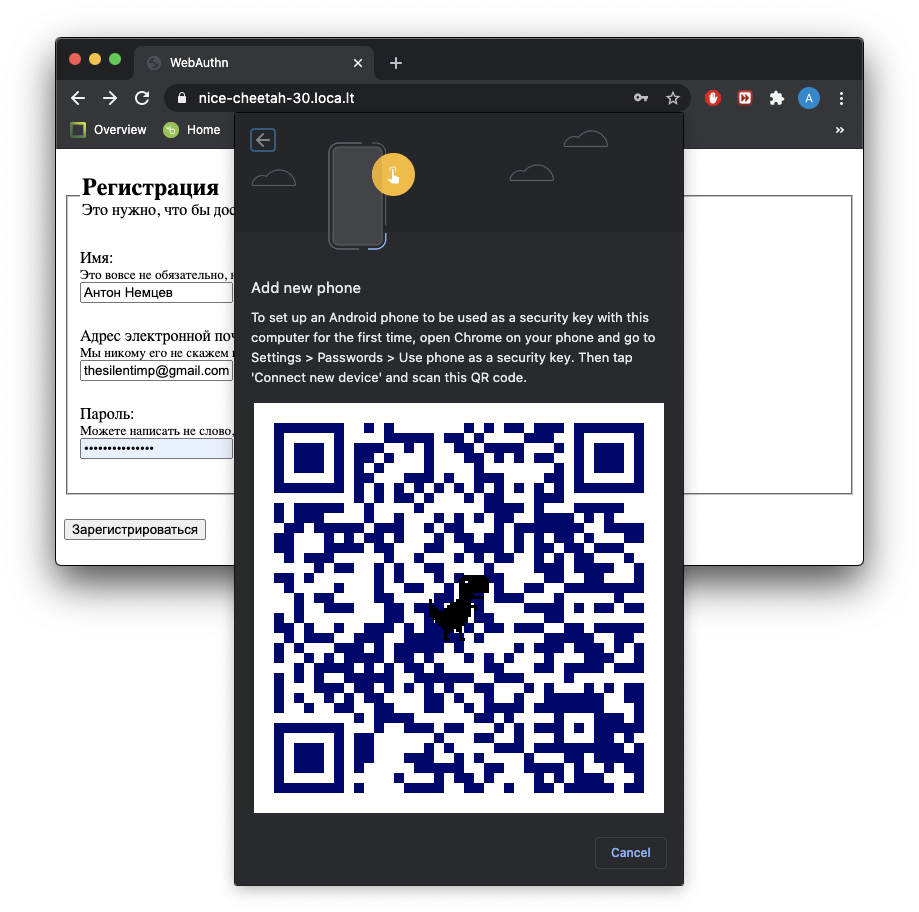 WebAuthn
nice-cheetah-30.loca.lt
A
Overview
Home
»
Регистрация
Это нужно, что бы
Имя:
Это вовсе не обязательно,
Антон Немцев
Адрес электронной
Мы никому его не скажем
thesilentimp@gmail.com
Пароль:
Можете написать не слово,
•••••••••••••••
Зарегистрироваться
Add new phone
To set up an Android phone to be used as a security key with this
computer for the first time, open Chrome on your phone and go to
Settings > Passwords > Use phone as a security key. Then tap
'Connect new device' and scan this QR code.
Cancel